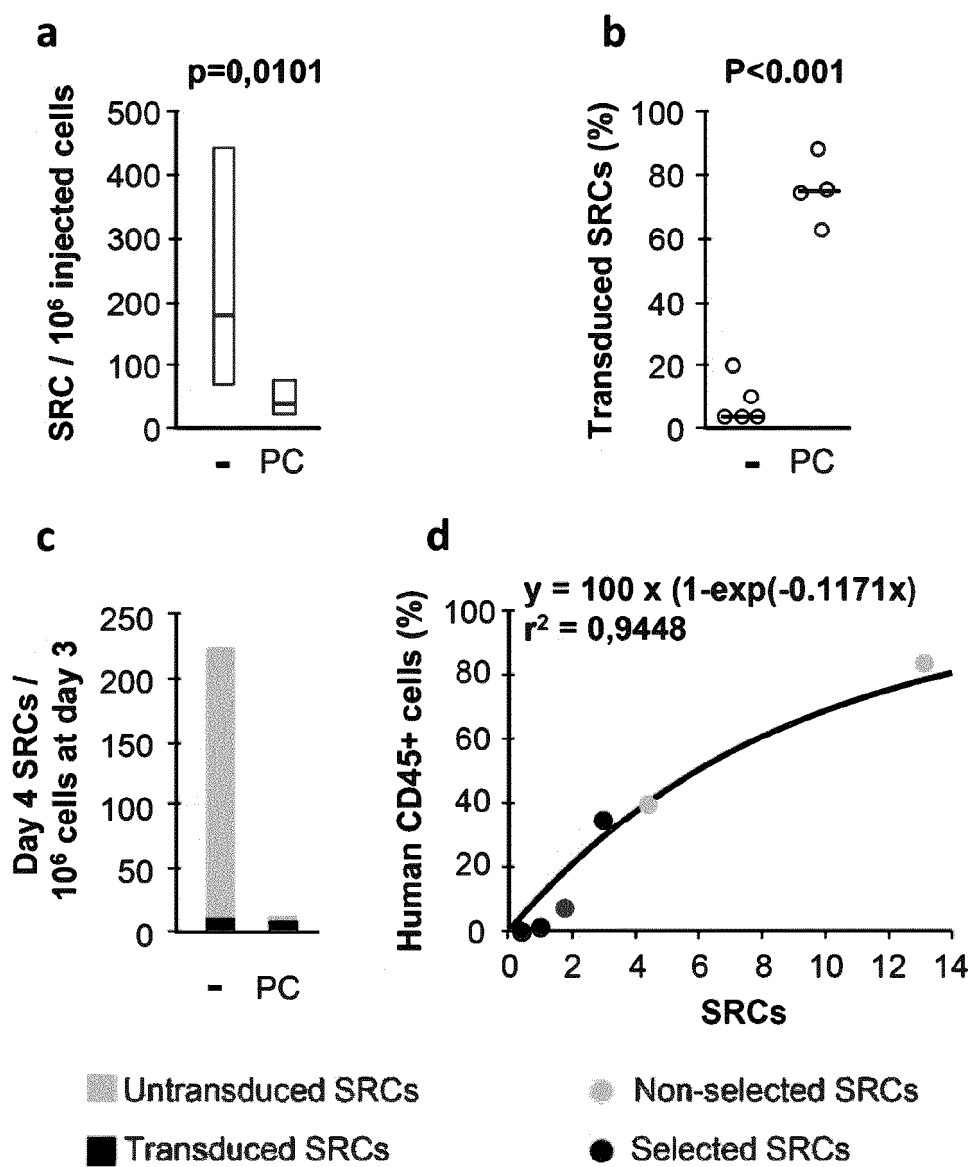 a
p=0,0101
SRC / 10⁶ injected cells
500
400
300
200
100
0
- PC
b
P<0.001
Transduced SRCs (%)
100
80
60
40
20
0
- PC
c
Day 4 SRCs /
10⁶ cells at day 3
250
200
150
100
50
0
- PC
d
y = 100 x (1-exp(-0.1171x)
r² = 0,9448
Human CD45+ cells (%)
100
80
60
40
20
0
0 2 4 6 8 10 12 14
SRCs
Untransduced SRCs
Transduced SRCs
Non-selected SRCs
Selected SRCs